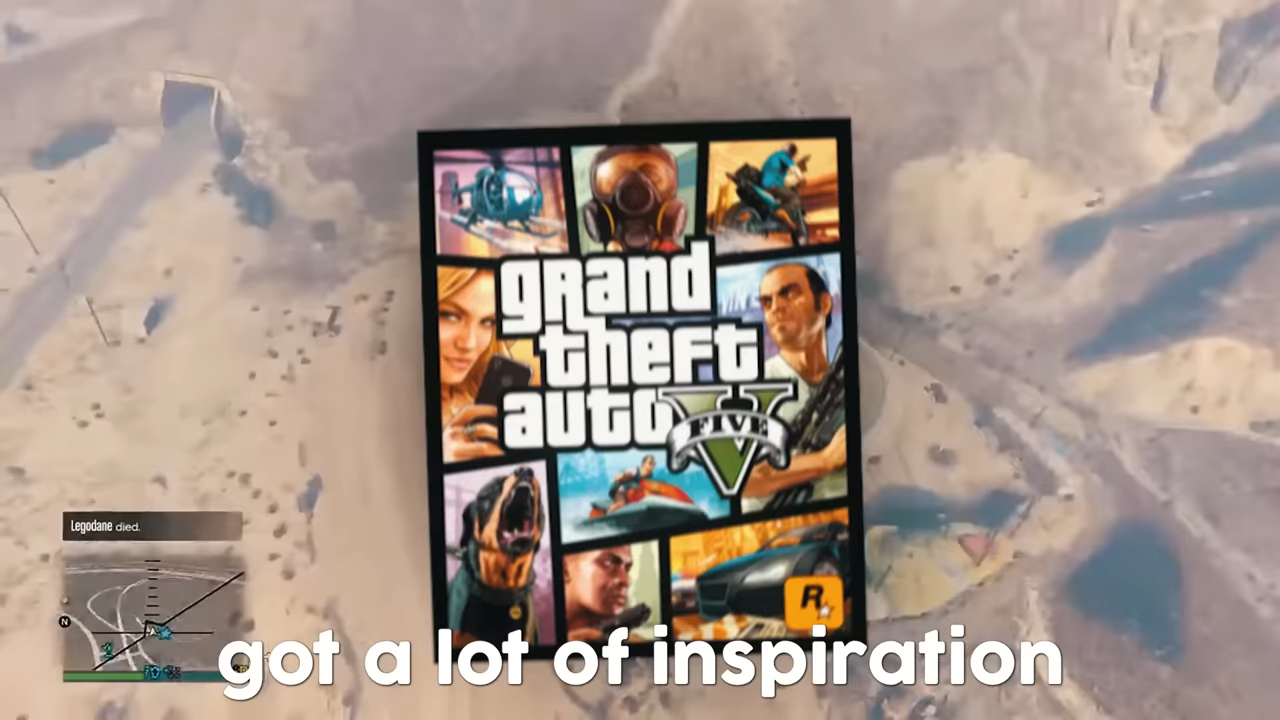 grand
theft
auto V
FIVE
R
Legodane died.
N
got a lot of inspiration